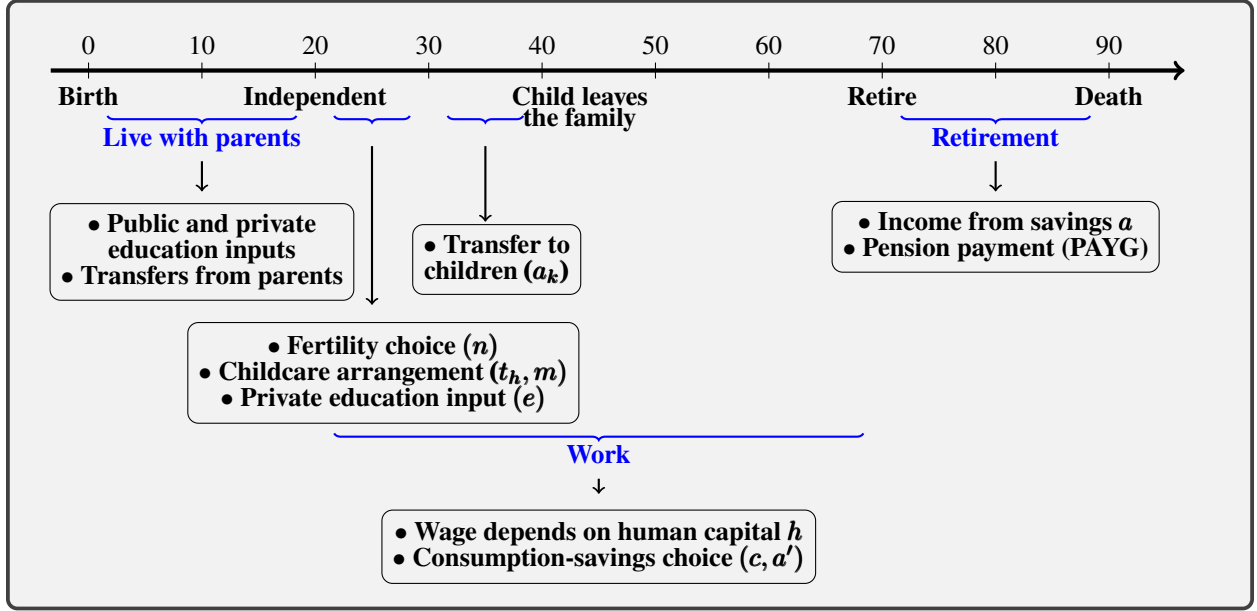 0 10 20 30 40 50 60 70 80 90
Birth Independent Child leaves Retire Death
the family
Live with parents Retirement
• Public and private
education inputs
• Transfers from parents
• Transfer to
children (a_k)
• Income from savings a
• Pension payment (PAYG)
• Fertility choice (n)
• Childcare arrangement (t_h, m)
• Private education input (e)
Work
• Wage depends on human capital h
• Consumption-savings choice (c, a′)